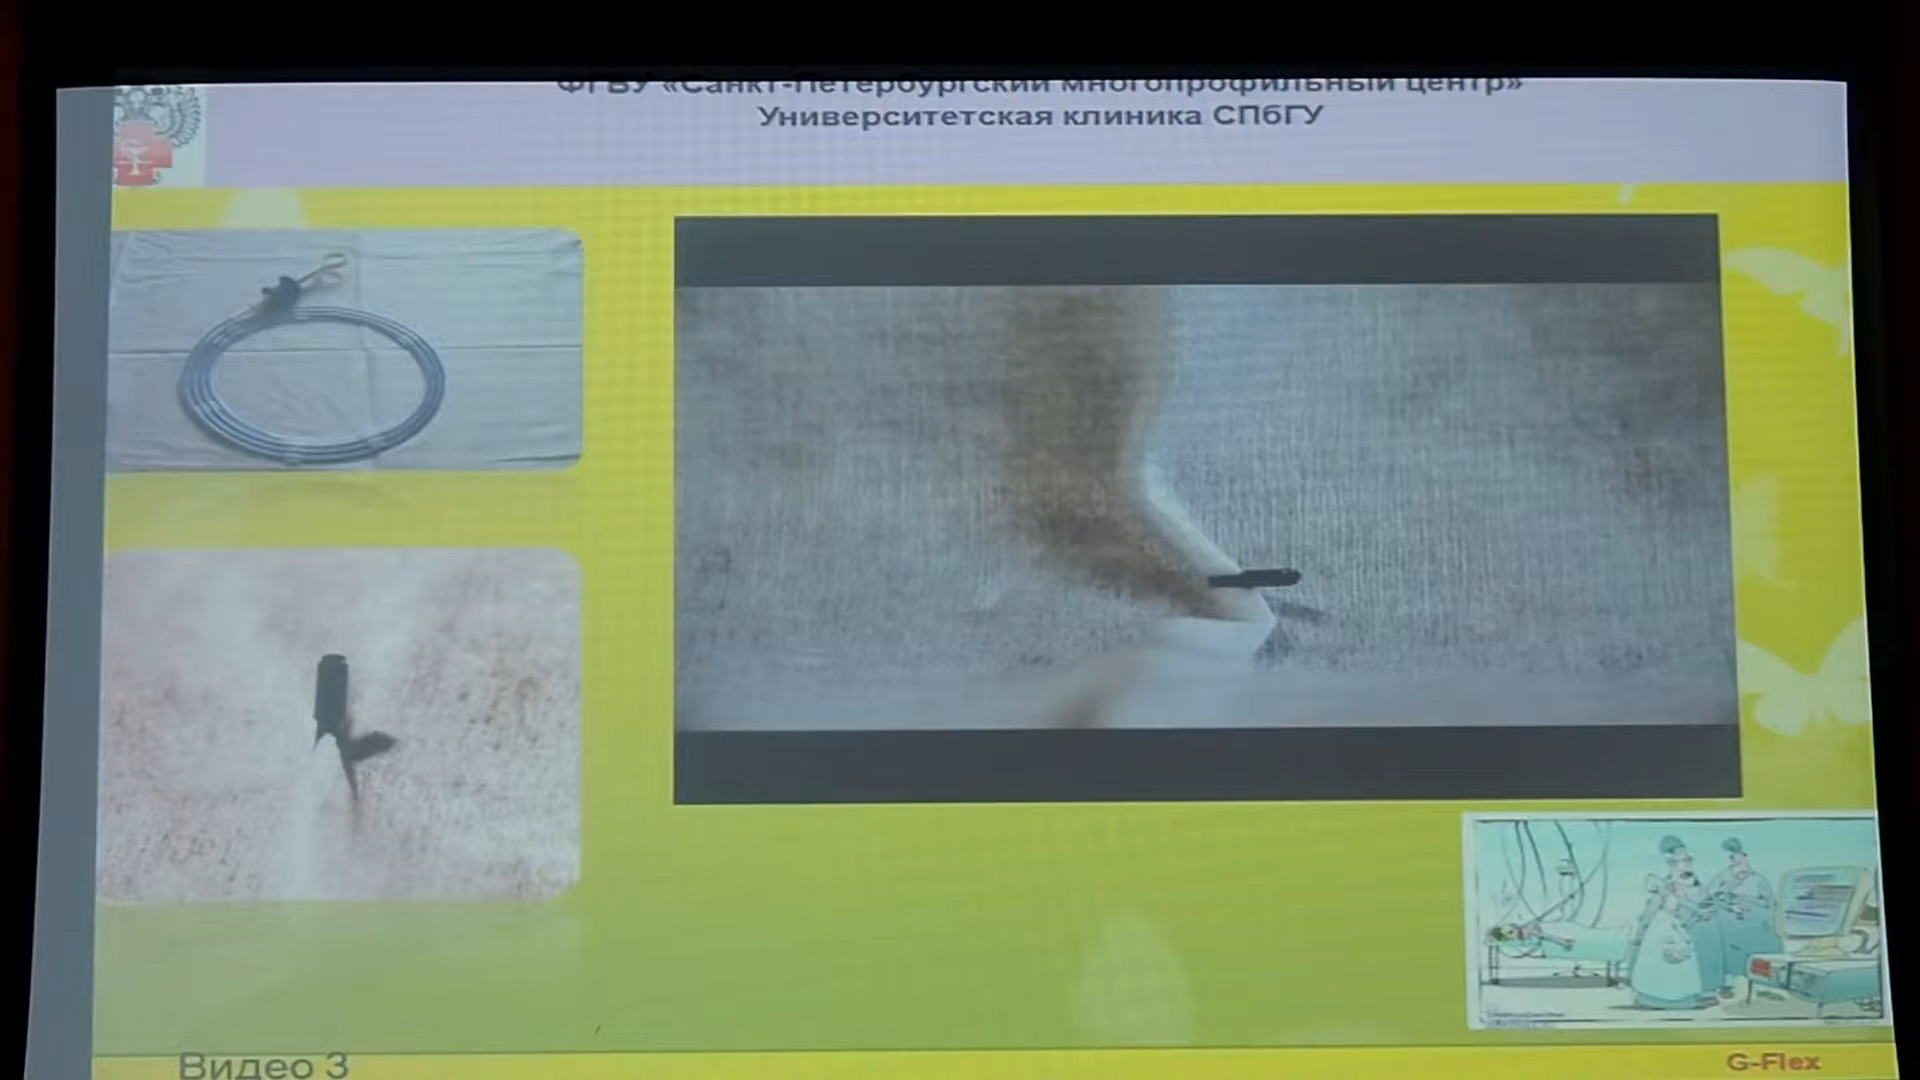 ФГБУ «Санкт-Петербургский многопрофильный центр»
Университетская клиника СПбГУ
Видео 3
G-Flex